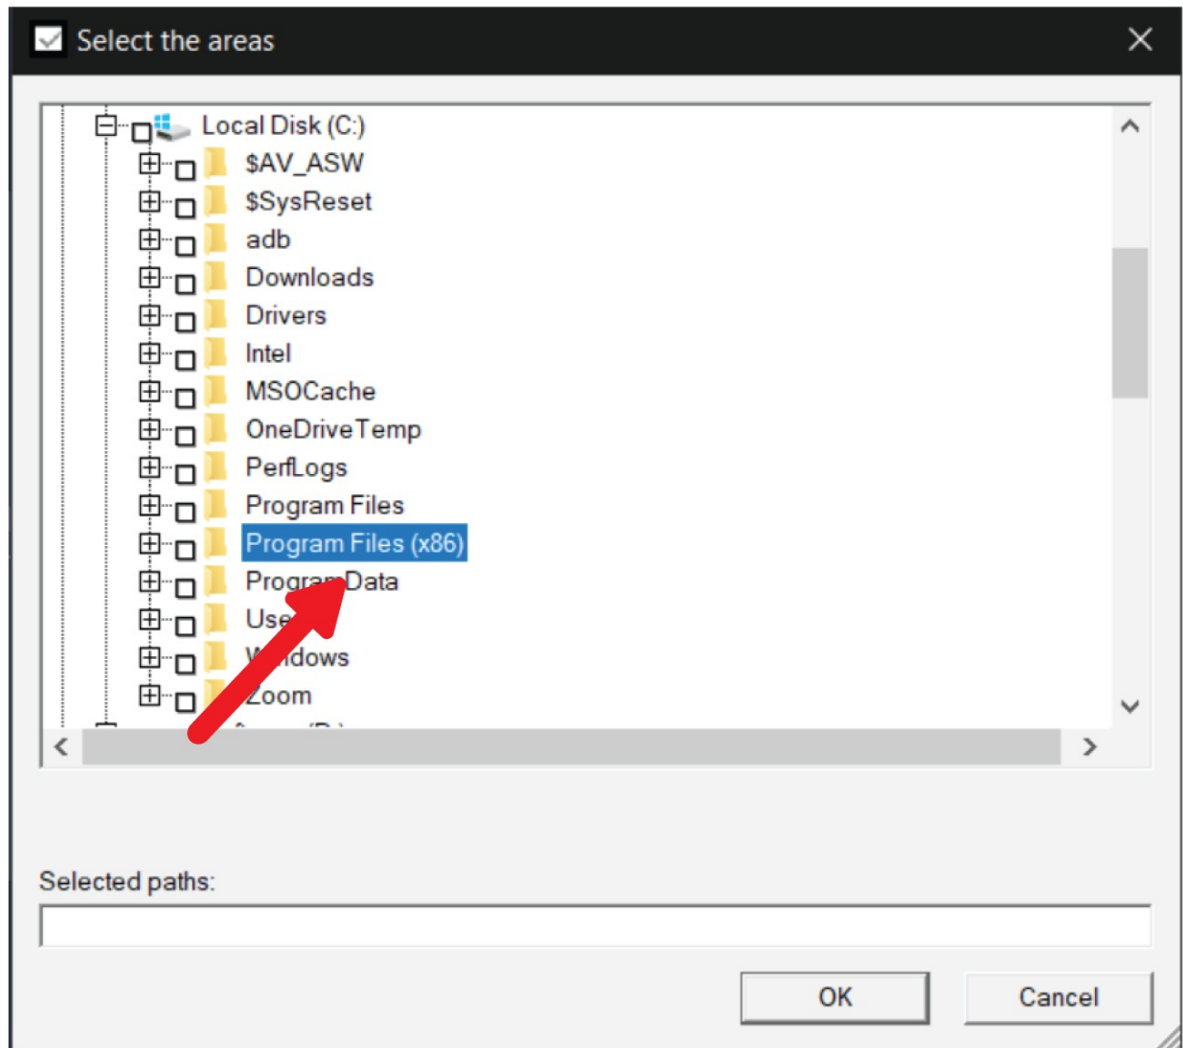 Select the areas
Local Disk (C:)
$AV_ASW
$SysReset
adb
Downloads
Drivers
Intel
MSOCache
OneDriveTemp
PerfLogs
Program Files
Program Files (x86)
ProgramData
Zoom
Selected paths:
OK
Cancel